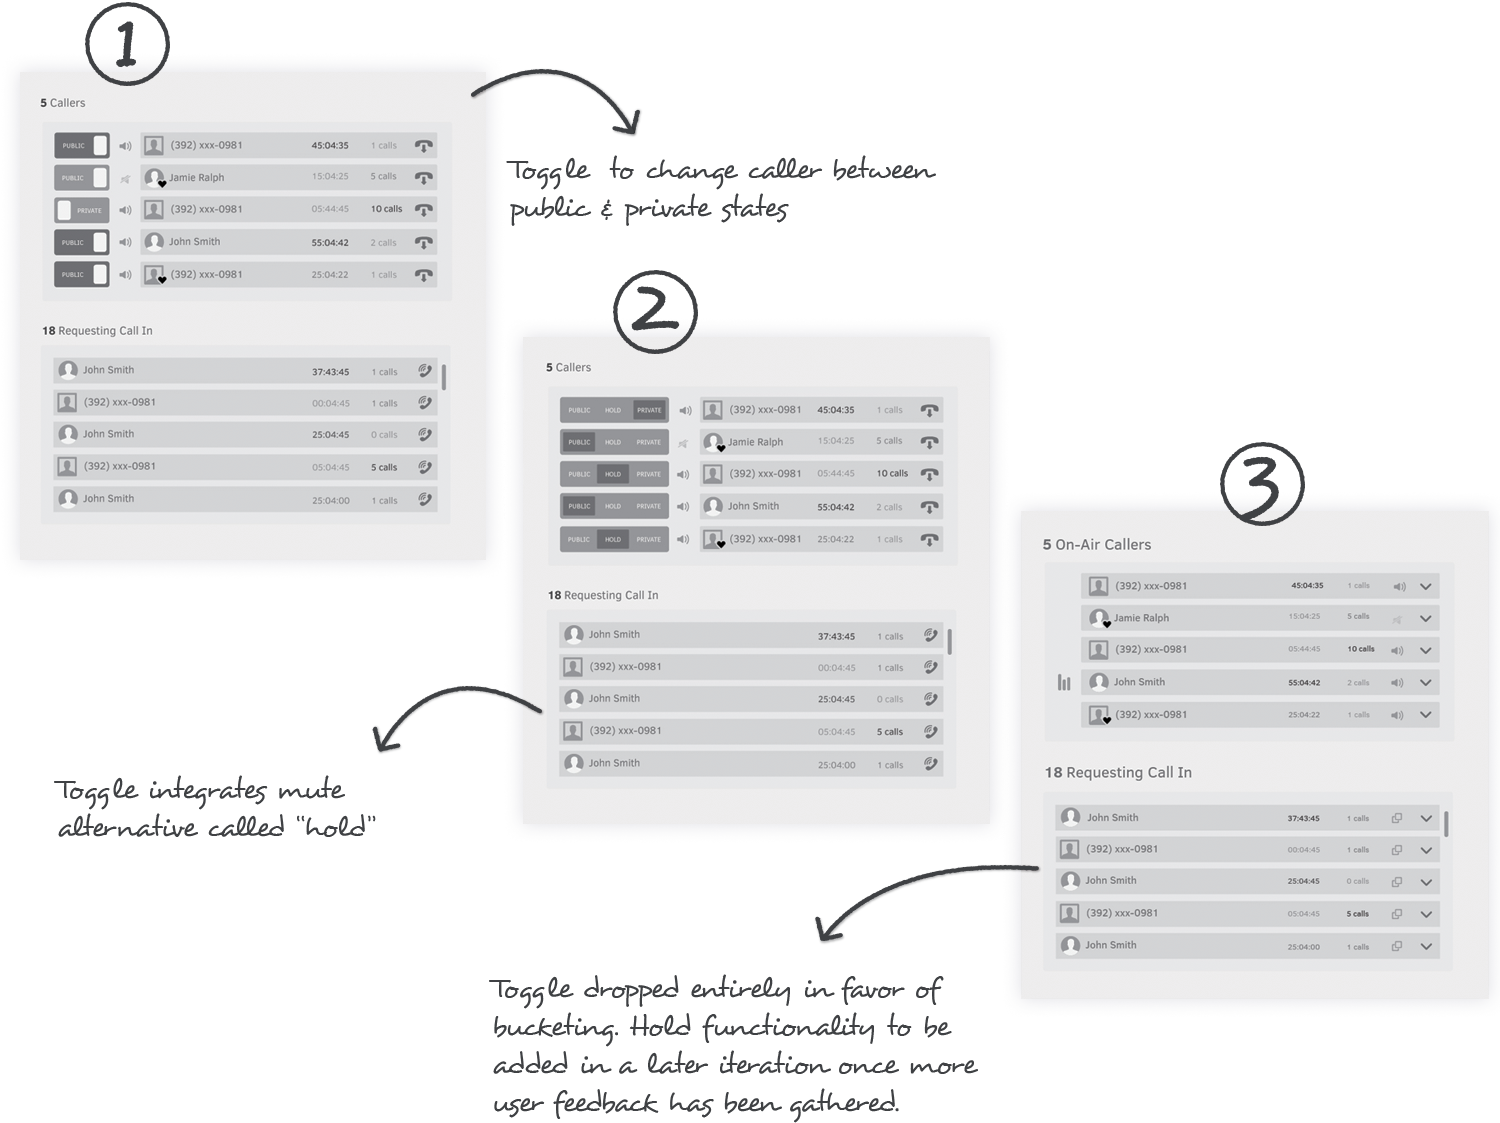 1
5 Callers
PUBLIC (392) xxx-0981 45:04:35 1 calls
PUBLIC Jamie Ralph 15:04:25 5 calls
PRIVATE (392) xxx-0981 05:44:45 10 calls
PUBLIC John Smith 55:04:42 2 calls
PUBLIC (392) xxx-0981 25:04:22 1 calls
18 Requesting Call In
John Smith 37:43:45 1 calls
(392) xxx-0981 00:04:45 1 calls
John Smith 25:04:45 0 calls
(392) xxx-0981 05:04:45 5 calls
John Smith 25:04:00 1 calls
Toggle to change caller between
public & private states
2
5 Callers
PUBLIC HOLD PRIVATE (392) xxx-0981 45:04:35 1 calls
PUBLIC HOLD PRIVATE Jamie Ralph 15:04:25 5 calls
PUBLIC HOLD PRIVATE (392) xxx-0981 05:44:45 10 calls
PUBLIC HOLD PRIVATE John Smith 55:04:42 2 calls
PUBLIC HOLD PRIVATE (392) xxx-0981 25:04:22 1 calls
18 Requesting Call In
John Smith 37:43:45 1 calls
(392) xxx-0981 00:04:45 1 calls
John Smith 25:04:45 0 calls
(392) xxx-0981 05:04:45 5 calls
John Smith 25:04:00 1 calls
Toggle integrates mute
alternative called "hold"
3
5 On-Air Callers
(392) xxx-0981 45:04:35 1 calls
Jamie Ralph 15:04:25 5 calls
(392) xxx-0981 05:44:45 10 calls
John Smith 55:04:42 2 calls
(392) xxx-0981 25:04:22 1 calls
18 Requesting Call In
John Smith 37:43:45 1 calls
(392) xxx-0981 00:04:45 1 calls
John Smith 25:04:45 0 calls
(392) xxx-0981 05:04:45 5 calls
John Smith 25:04:00 1 calls
Toggle dropped entirely in favor of
bucketing. Hold functionality to be
added in a later iteration once more
user feedback has been gathered.